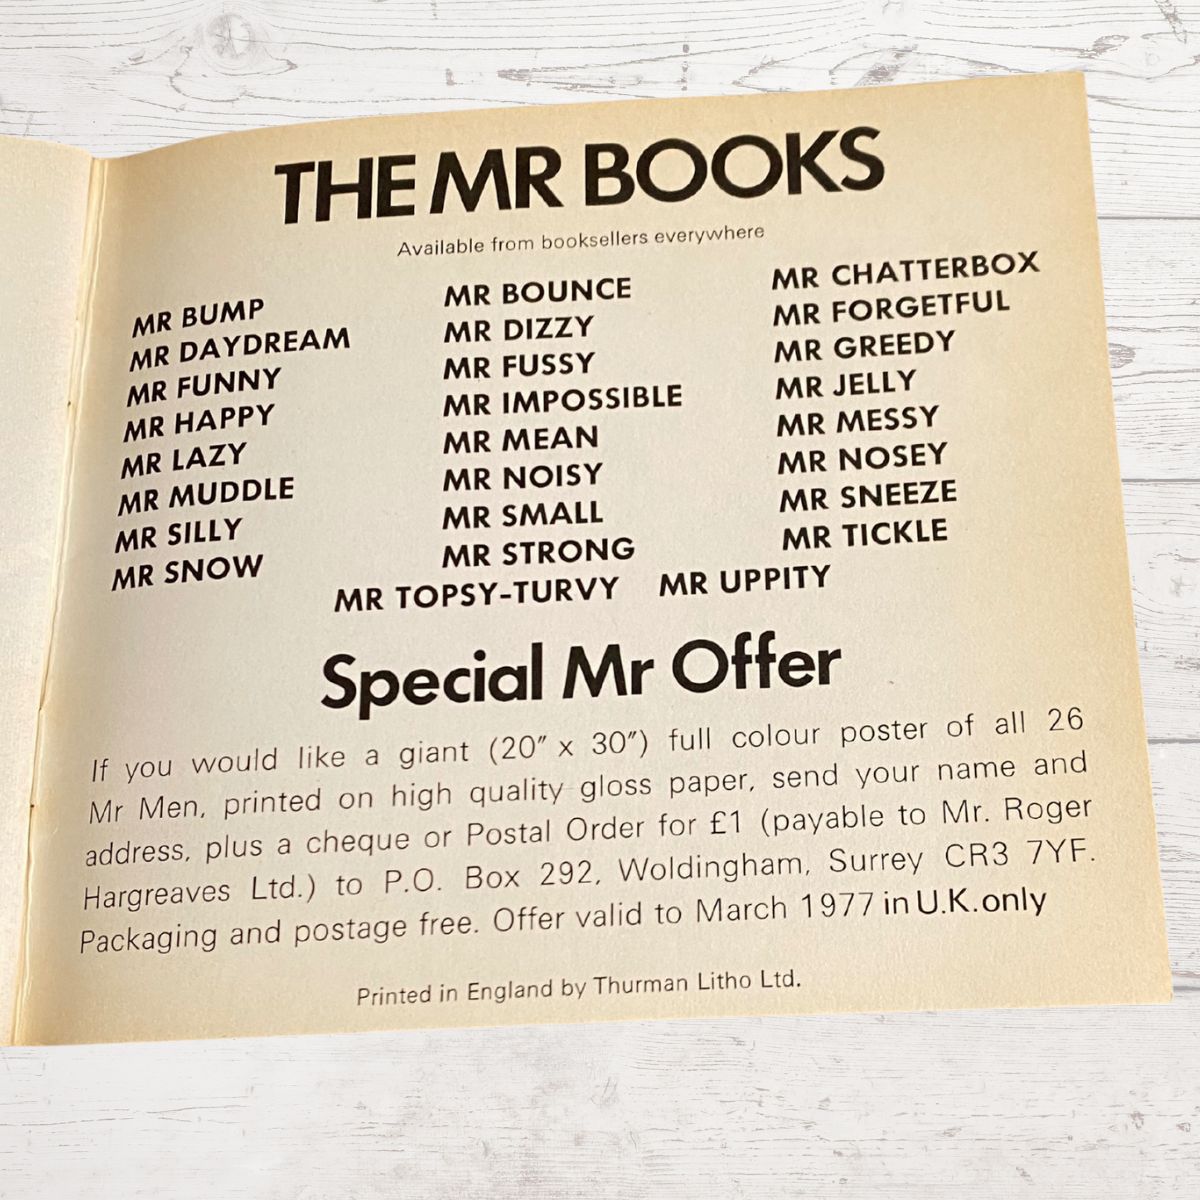 THE MR BOOKS
Available from booksellers everywhere
MR BUMP
MR DAYDREAM
MR FUNNY
MR HAPPY
MR LAZY
MR MUDDLE
MR SILLY
MR SNOW
MR BOUNCE
MR DIZZY
MR FUSSY
MR IMPOSSIBLE
MR MEAN
MR NOISY
MR SMALL
MR STRONG
MR CHATTERBOX
MR FORGETFUL
MR GREEDY
MR JELLY
MR MESSY
MR NOSEY
MR SNEEZE
MR TICKLE
MR TOPSY-TURVY MR UPPITY
Special Mr Offer
If you would like a giant (20″ x 30″) full colour poster of all 26
Mr Men, printed on high quality gloss paper, send your name and
address, plus a cheque or Postal Order for £1 (payable to Mr. Roger
Hargreaves Ltd.) to P.O. Box 292, Woldingham, Surrey CR3 7YF.
Packaging and postage free. Offer valid to March 1977 in U.K. only
Printed in England by Thurman Litho Ltd.